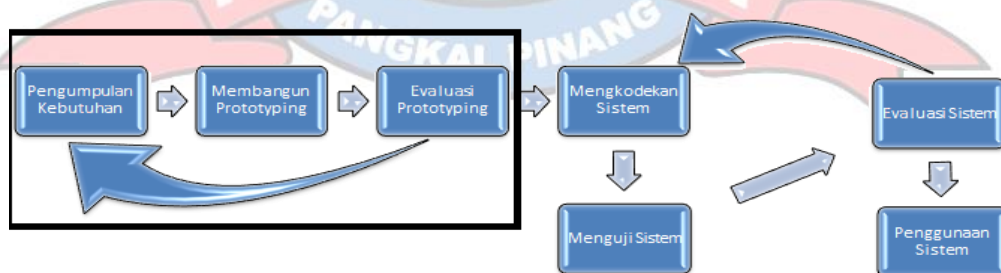 PANGKAL PINANG
Pengumpulan
Kebutuhan
Membangun
Prototyping
Evaluasi
Prototyping
Mengkodekan
Sistem
Evaluasi Sistem
Menguji Sistem
Penggunaan
Sistem